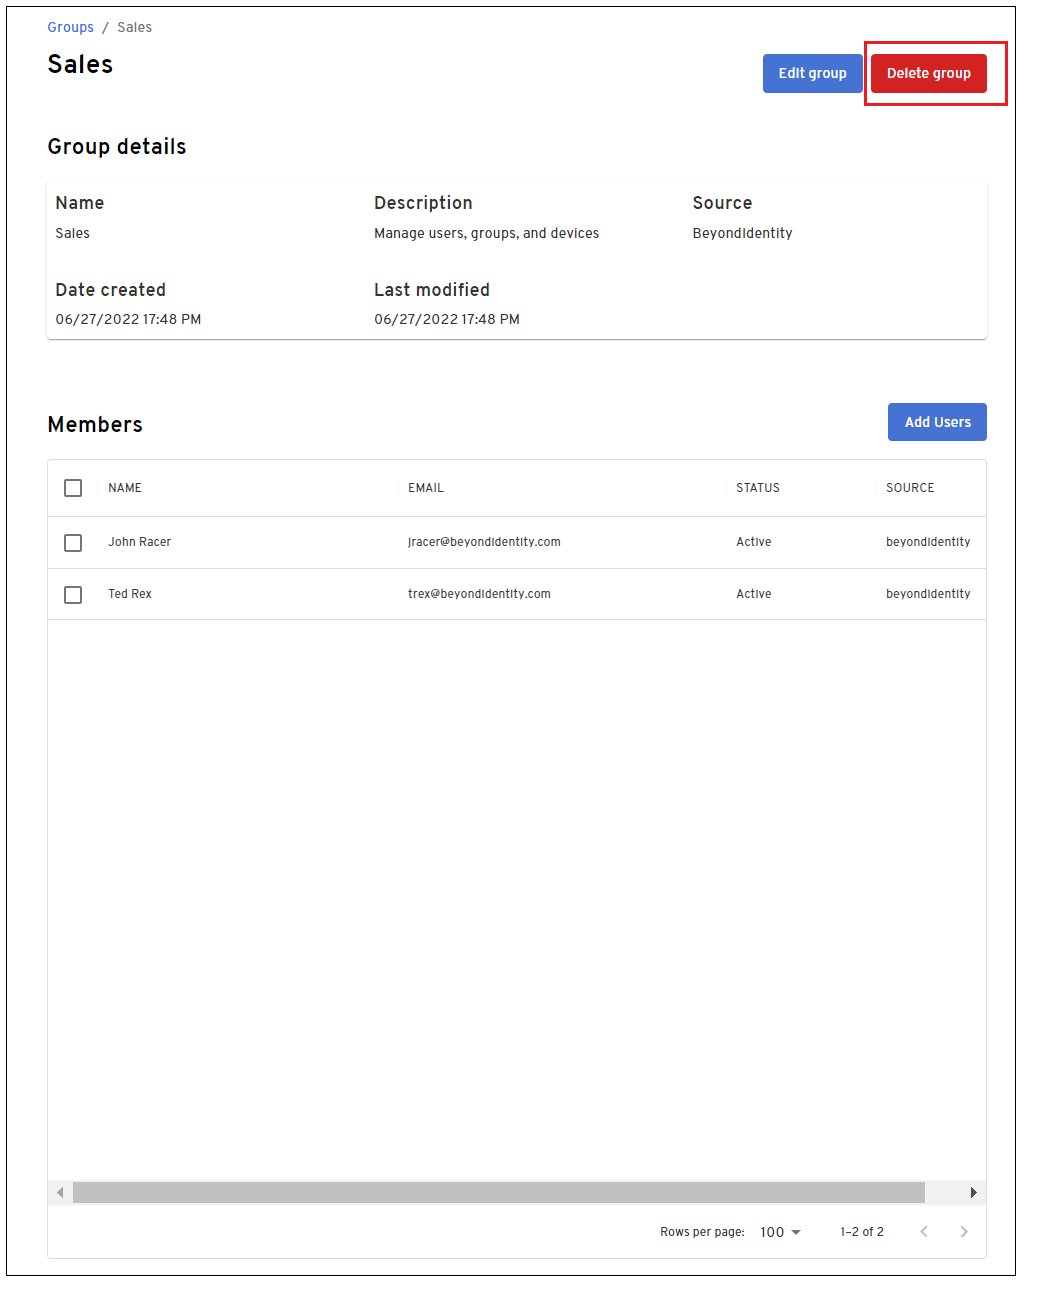 Groups / Sales
Sales
Edit group Delete group
Group details
Name Description Source
Sales Manage users, groups, and devices BeyondIdentity
Date created Last modified
06/27/2022 17:48 PM 06/27/2022 17:48 PM
Members
Add Users
NAME EMAIL STATUS SOURCE
John Racer jracer@beyondidentity.com Active beyondidentity
Ted Rex trex@beyondidentity.com Active beyondidentity
Rows per page: 100 1-2 of 2